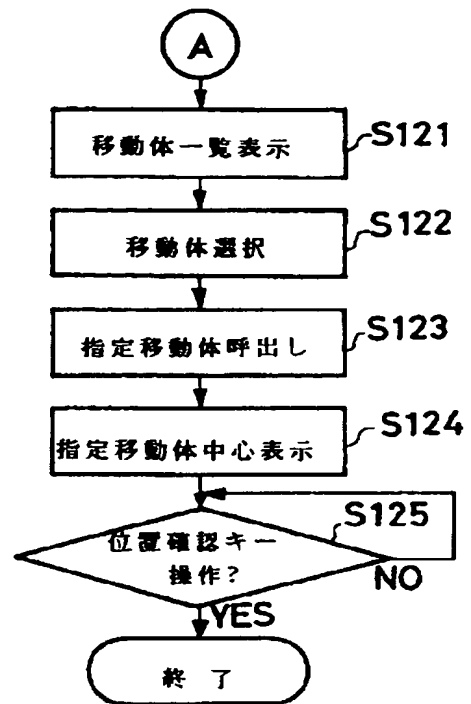 A
移動体一覧表示
S121
移動体選択
S122
指定移動体呼出し
S123
指定移動体中心表示
S124
位置確認キー
操作?
S125
NO
YES
終了